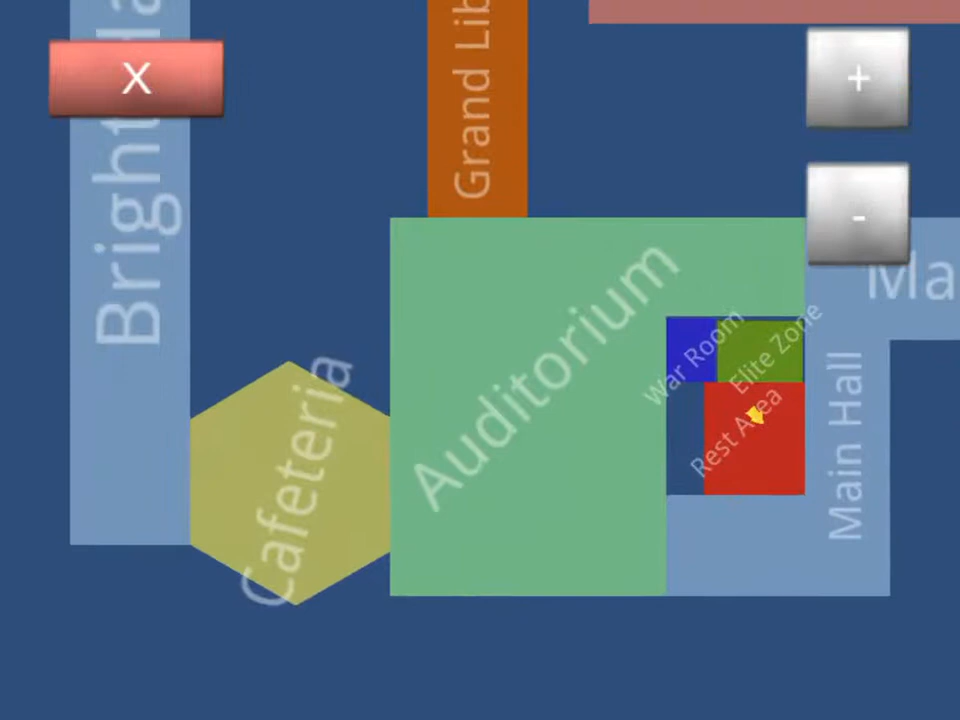 X
+
-
Grand Lib
Bright
Ma
War Room
Elite Zone
Rest Area
Main Hall
Auditorium
Cafeteria